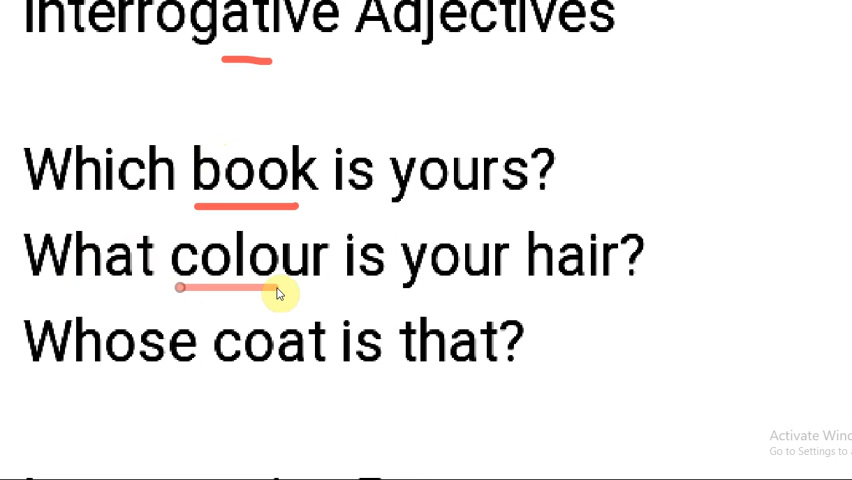 Interrogative Adjectives
Which book is yours?
What colour is your hair?
Whose coat is that?
Activate Win
Go to Settings to